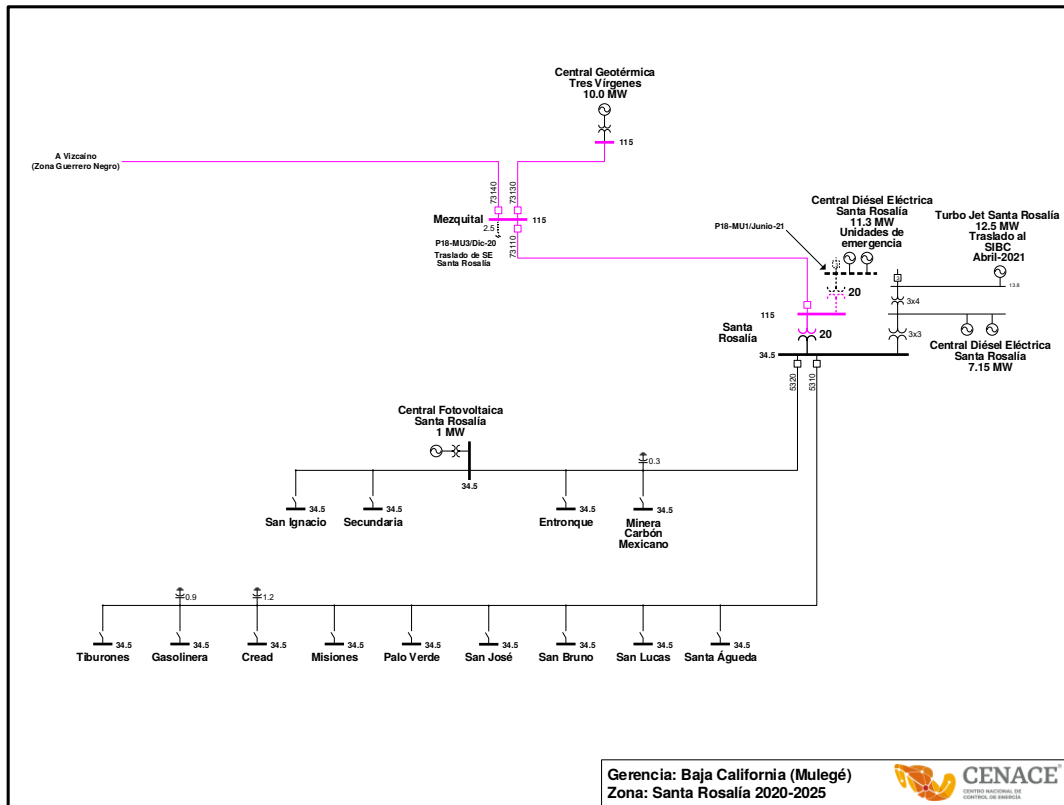 Central Geotérmica
Tres Vírgenes
10.0 MW
115
A Vizcaíno
(Zona Guerrero Negro)
73140
73130
Mezquital
115
2.5
P18-MU3/Dic-20
Traslado de SE
Santa Rosalía
73110
Central Diésel Eléctrica
Santa Rosalía
11.3 MW
Unidades de
emergencia
P18-MU1/Junio-21
Turbo Jet Santa Rosalía
12.5 MW
Traslado al
SIBC
Abril-2021
13.8
20
3x4
115
Santa
Rosalía
20
3x3
34.5
Central Diésel Eléctrica
Santa Rosalía
7.15 MW
5320
5310
Central Fotovoltaica
Santa Rosalía
1 MW
34.5
0.3
34.5
San Ignacio
34.5
Secundaria
34.5
Entronque
34.5
Minera
Carbón
Mexicano
0.9
1.2
34.5
Tiburones
34.5
Gasolinera
34.5
Cread
34.5
Misiones
34.5
Palo Verde
34.5
San José
34.5
San Bruno
34.5
San Lucas
34.5
Santa Águeda
Gerencia: Baja California (Mulegé)
Zona: Santa Rosalía 2020-2025
CENACE®
CENTRO NACIONAL DE
CONTROL DE ENERGÍA